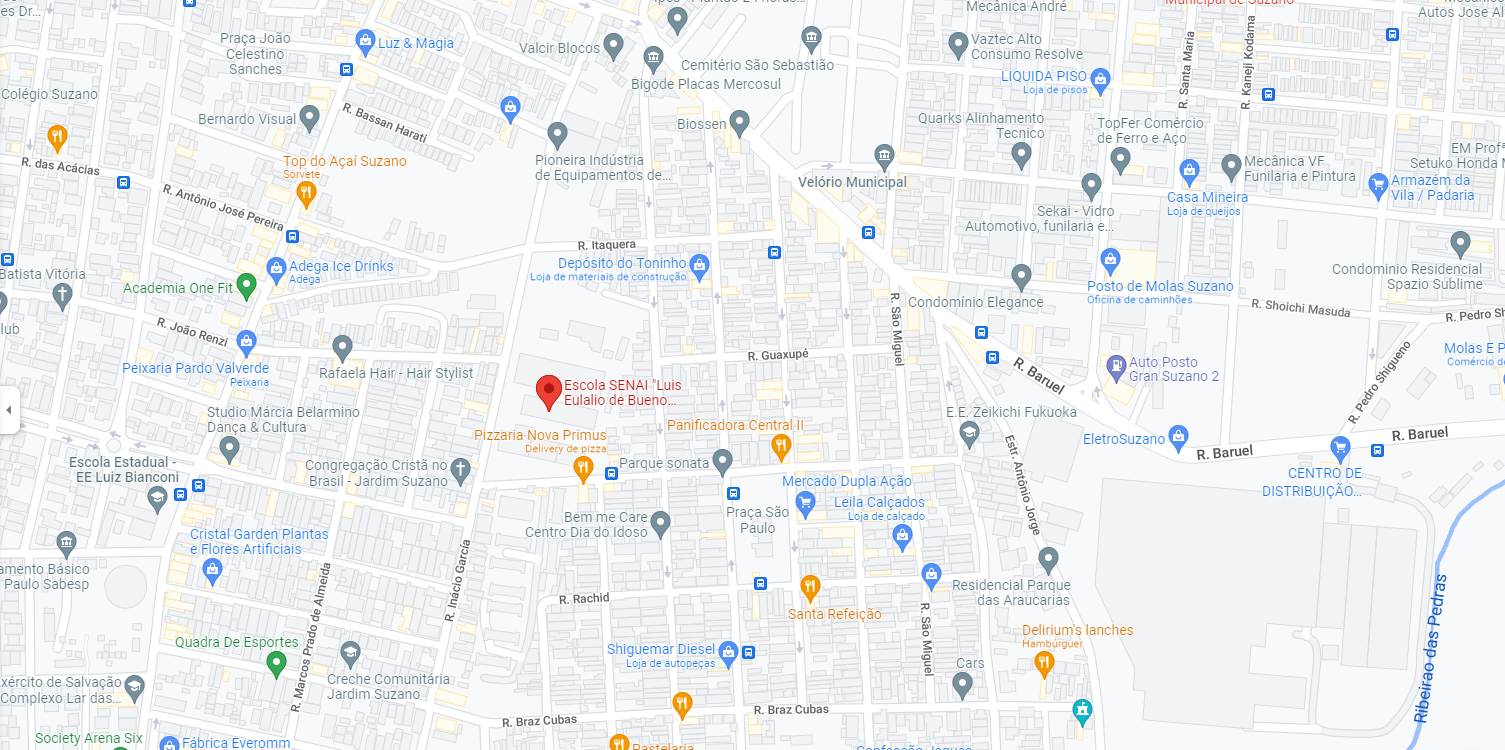 es Dr...
Praça João
Celestino
Sanches
Luz & Magia
Valcir Blocos
Cemitério São Sebastião
Bigode Placas Mercosul
Mecânica André
Municipal de Suzano
Autos Jose Al
Vaztec Alto
Consumo Resolve
LIQUIDA PISO
Loja de pisos
R. Santa Maria
R. Kaneji Kodama
Colégio Suzano
Bernardo Visual
R. Bassan Harati
Biossen
Quarks Alinhamento
Tecnico
TopFer Comércio
de Ferro e Aço
EM Profª
Setuko Honda M
R. das Acácias
Top do Açaí Suzano
Sorvete
Pioneira Indústria
de Equipamentos de...
Velório Municipal
Mecânica VF
Funilaria e Pintura
Casa Mineira
Loja de queijos
Armazém da
Vila / Padaria
R. Antônio José Pereira
Sekai - Vidro
Automotivo, funilaria e...
R. Itaquera
Batista Vitória
Adega Ice Drinks
Adega
Academia One Fit
Depósito do Toninho
Loja de materiais de construção
Condomínio Elegance
Posto de Molas Suzano
Oficina de caminhões
Condominio Residencial
Spazio Sublime
R. Shoichi Masuda
R. Pedro Sh
lub
R. João Renzi
R. São Miguel
R. Guaxupé
Peixaria Pardo Valverde
Peixaria
Rafaela Hair - Hair Stylist
R. Baruel
Auto Posto
Gran Suzano 2
R. Pedro Shigueno
Molas E P
Comércio de
Escola SENAI "Luis
Eulalio de Bueno...
Studio Márcia Belarmino
Dança & Cultura
Pizzaria Nova Primus
Delivery de pizza
Panificadora Central II
E.E. Zeikichi Fukuoka
EletroSuzano
R. Baruel
R. Baruel
Escola Estadual -
EE Luiz Bianconi
Congregação Cristã no
Brasil - Jardim Suzano
Parque sonata
Mercado Dupla Ação
Estr. Antônio Jorge
CENTRO DE
DISTRIBUIÇÃO...
Leila Calçados
Loja de calçado
Praça São
Paulo
Bem me Care
Centro Dia do Idoso
Cristal Garden Plantas
e Flores Artificiais
amento Básico
Paulo Sabesp
R. Inácio Garcia
R. Marcos Prado de Almeida
R. Rachid
Residencial Parque
das Araucarias
Santa Refeição
R. São Miguel
Quadra De Esportes
Shiguemar Diesel
Loja de autopeças
Delirium's lanches
Hambúrguer
Cars
Ribeirao das Pedras
Creche Comunitária
Jardim Suzano
xército de Salvação
Complexo Lar das...
R. Braz Cubas
R. Braz Cubas
Society Arena Six
Fábrica Everomm
Pastelaria